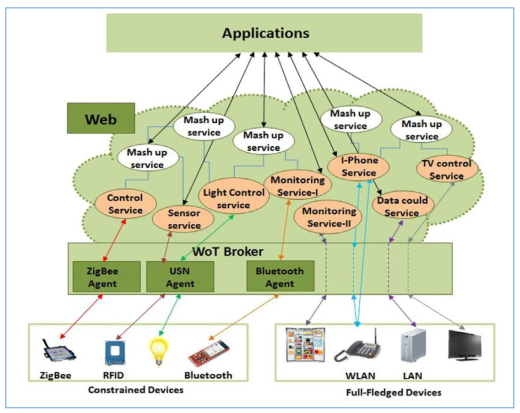 Applications
Web
Mash up
service
Mash up
service
Mash up
service
Mash up
service
Mash up
service
I-Phone
Service
TV control
Service
Monitoring
Service-I
Light Control
service
Control
Service
Sensor
service
Data could
Service
Monitoring
Service-II
WoT Broker
ZigBee
Agent
USN
Agent
Bluetooth
Agent
ZigBee
RFID
Bluetooth
WLAN
LAN
Constrained Devices
Full-Fledged Devices